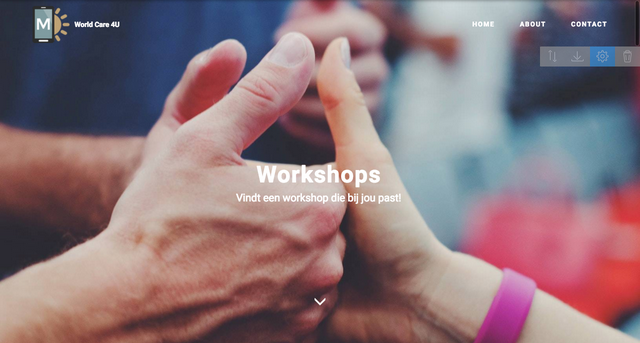 M
World Care 4U
HOME ABOUT CONTACT
Workshops
Vindt een workshop die bij jou past!